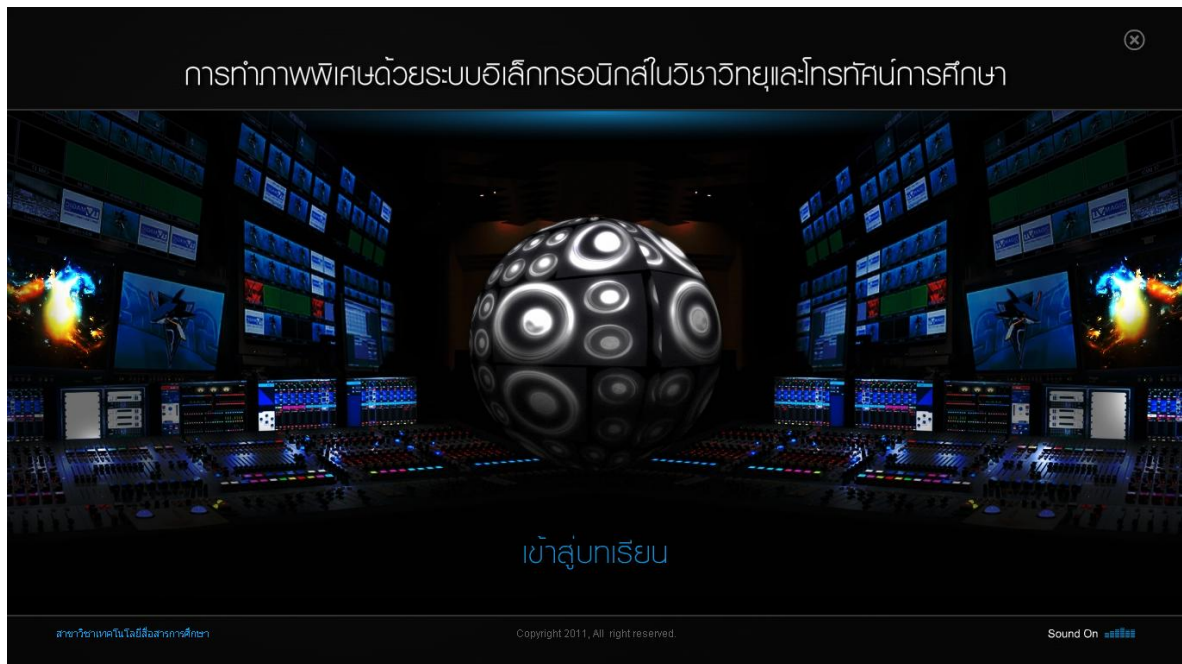 การทำภาพพิเศษด้วยระบบอิเล็กทรอนิกส์ในวิชาวิทยุและโทรทัศน์การศึกษา
เข้าสู่บทเรียน
สาขาวิชาเทคโนโลยีสื่อสารการศึกษา
Copyright 2011, All right reserved.
Sound On